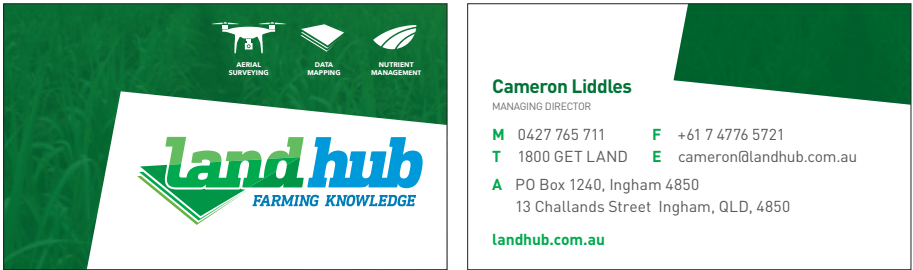 AERIAL
SURVEYING
DATA
MAPPING
NUTRIENT
MANAGEMENT
landhub
FARMING KNOWLEDGE
Cameron Liddles
MANAGING DIRECTOR
M 0427 765 711 F +61 7 4776 5721
T 1800 GET LAND E cameron@landhub.com.au
A PO Box 1240, Ingham 4850
13 Challands Street Ingham, QLD, 4850
landhub.com.au